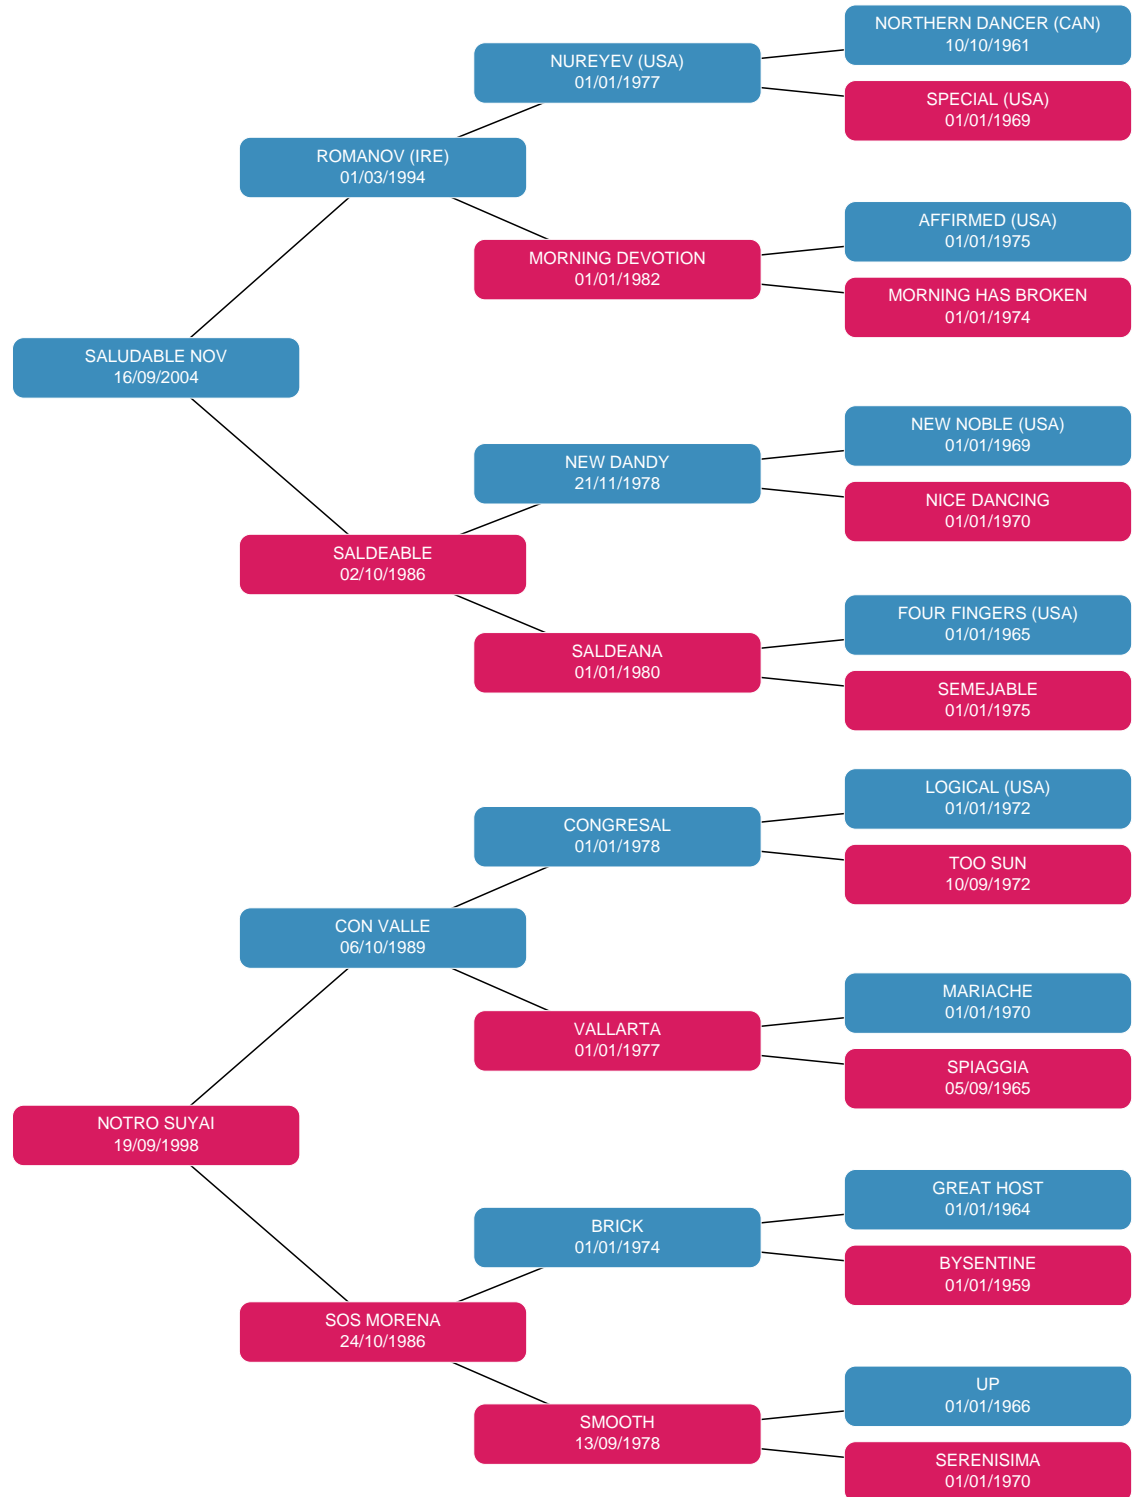 NORTHERN DANCER (CAN)
10/10/1961
NUREYEV (USA)
01/01/1977
SPECIAL (USA)
01/01/1969
ROMANOV (IRE)
01/03/1994
AFFIRMED (USA)
01/01/1975
MORNING DEVOTION
01/01/1982
MORNING HAS BROKEN
01/01/1974
SALUDABLE NOV
16/09/2004
NEW NOBLE (USA)
01/01/1969
NEW DANDY
21/11/1978
NICE DANCING
01/01/1970
SALDEABLE
02/10/1986
FOUR FINGERS (USA)
01/01/1965
SALDEANA
01/01/1980
SEMEJABLE
01/01/1975
LOGICAL (USA)
01/01/1972
CONGRESAL
01/01/1978
TOO SUN
10/09/1972
CON VALLE
06/10/1989
MARIACHE
01/01/1970
VALLARTA
01/01/1977
SPIAGGIA
05/09/1965
NOTRO SUYAI
19/09/1998
GREAT HOST
01/01/1964
BRICK
01/01/1974
BYSENTINE
01/01/1959
SOS MORENA
24/10/1986
UP
01/01/1966
SMOOTH
13/09/1978
SERENISIMA
01/01/1970